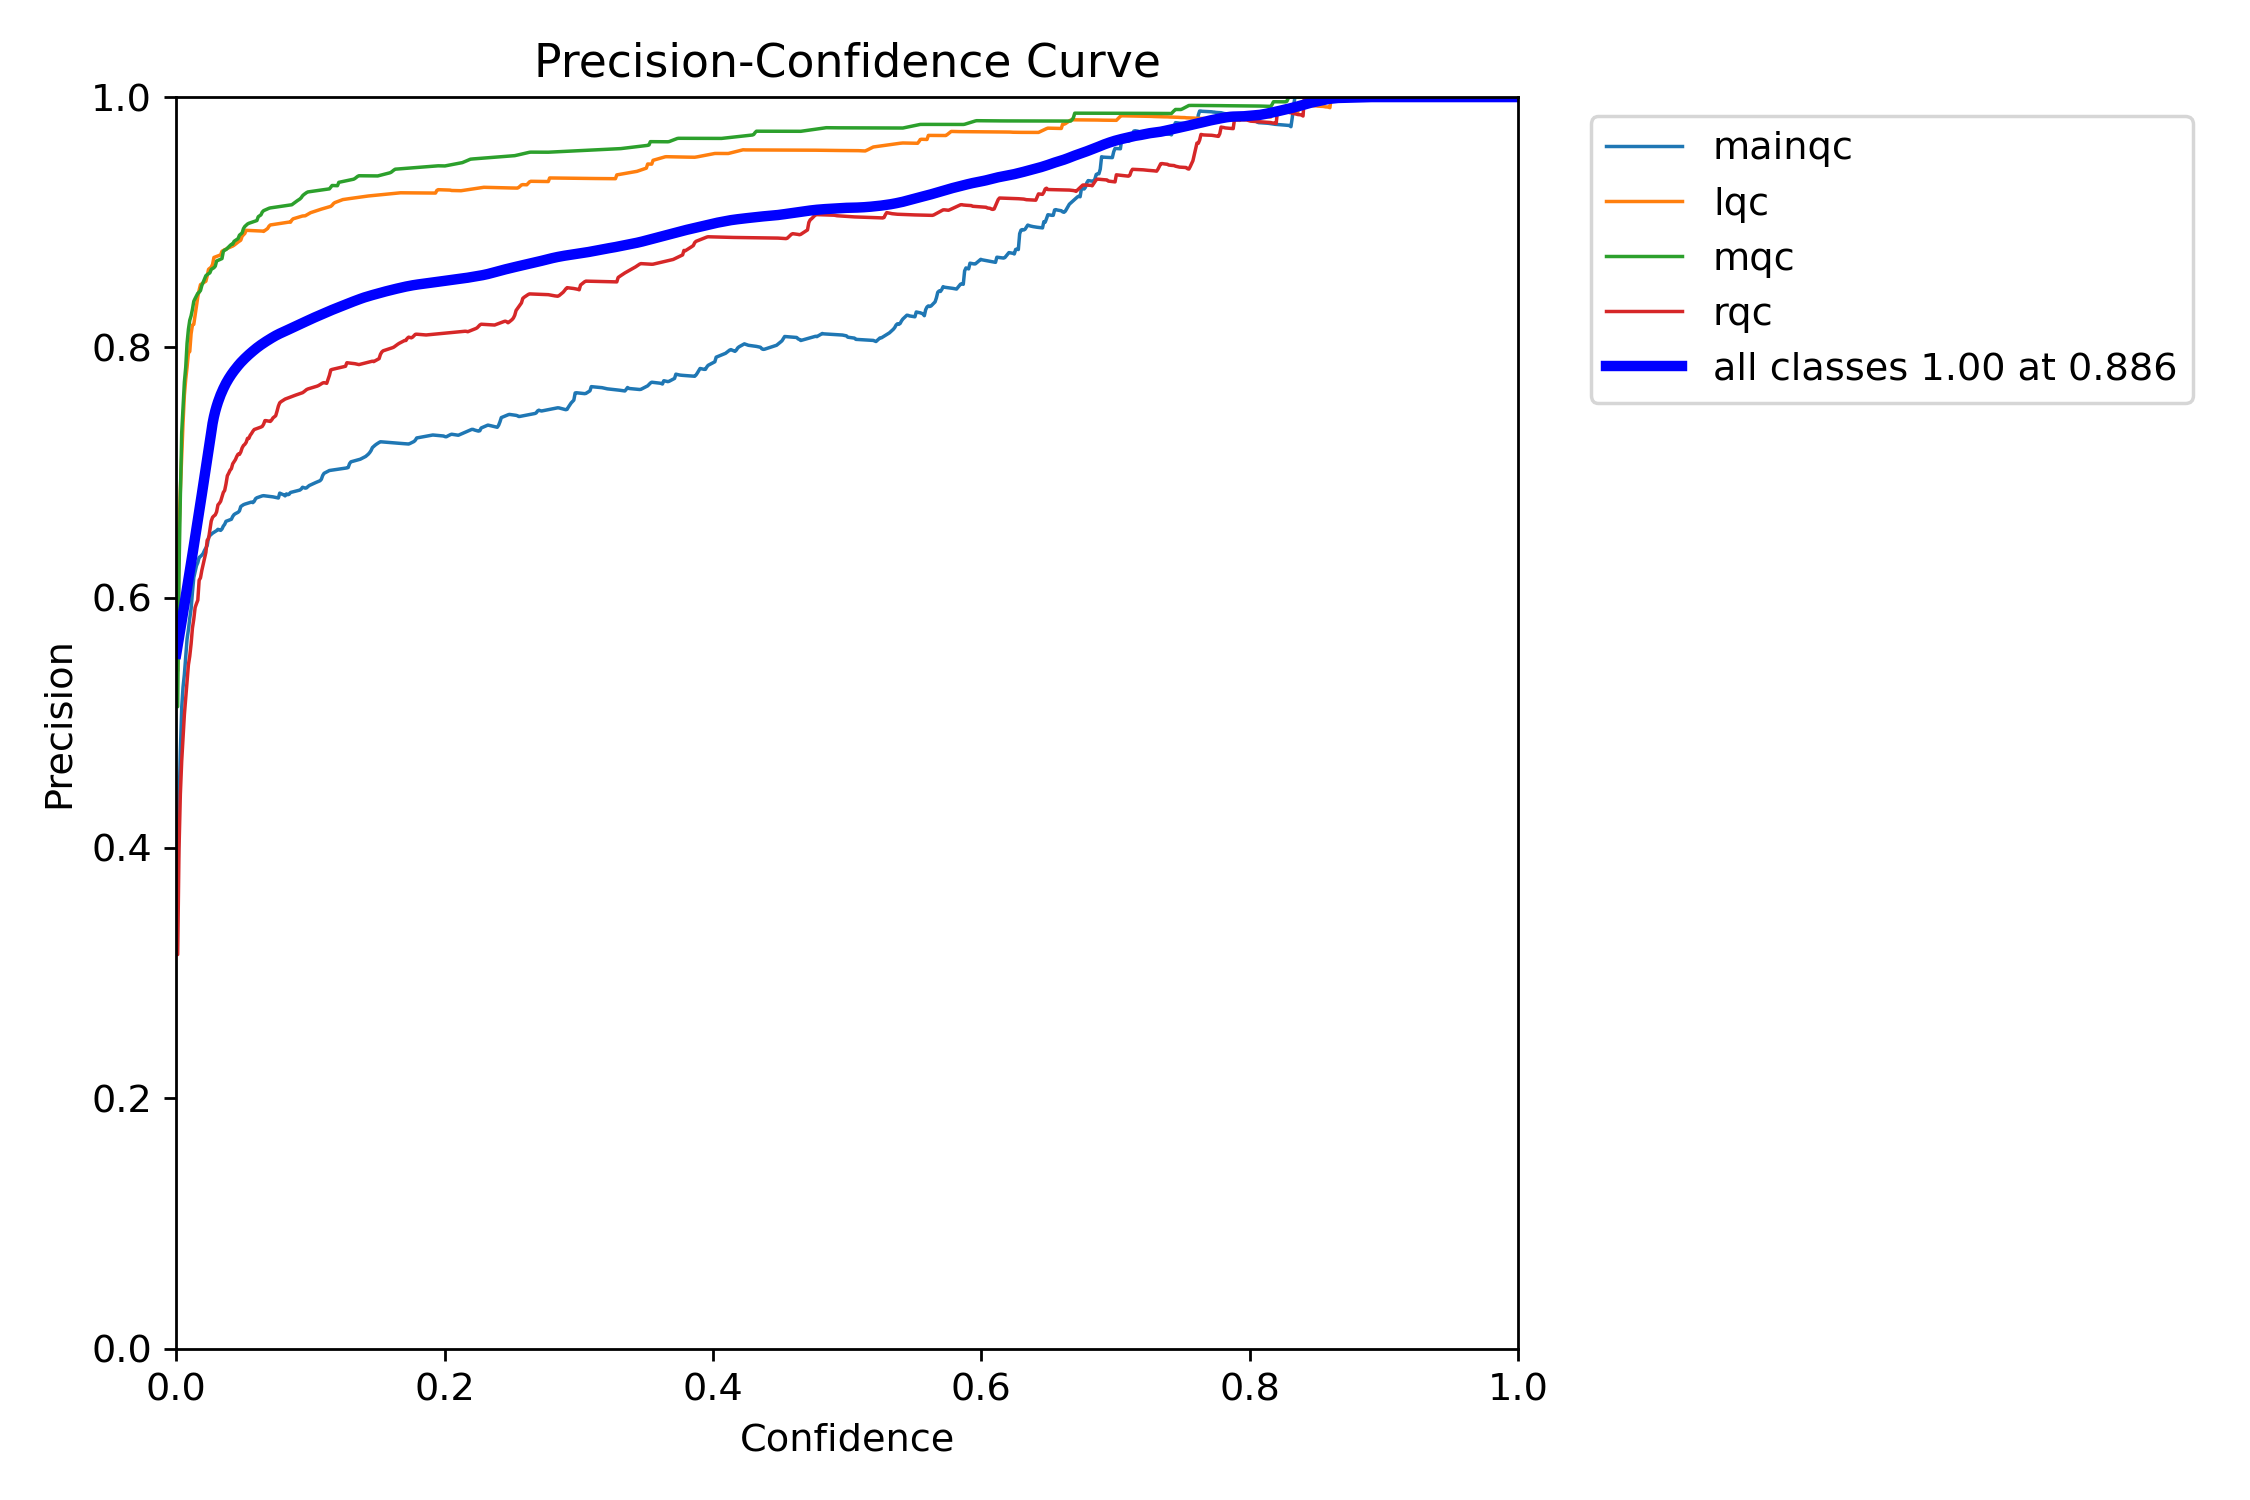 Precision-Confidence Curve
1.0
0.8
0.6
0.4
0.2
0.0
Precision
0.0 0.2 0.4 0.6 0.8 1.0
Confidence
mainqc
lqc
mqc
rqc
all classes 1.00 at 0.886